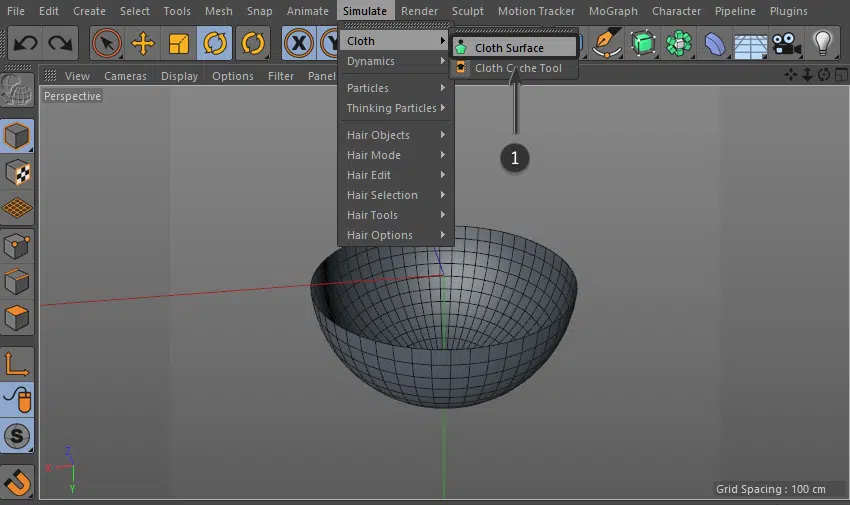 File Edit Create Select Tools Mesh Snap Animate Simulate Render Sculpt Motion Tracker MoGraph Character Pipeline Plugins
X Y
Cloth
Cloth Surface
Dynamics
Cloth Cache Tool
View Cameras Display Options Filter Panel
Particles
Perspective
Thinking Particles
Hair Objects
Hair Mode
1
Hair Edit
Hair Selection
Hair Tools
Hair Options
S
Z
X
Y
Grid Spacing : 100 cm